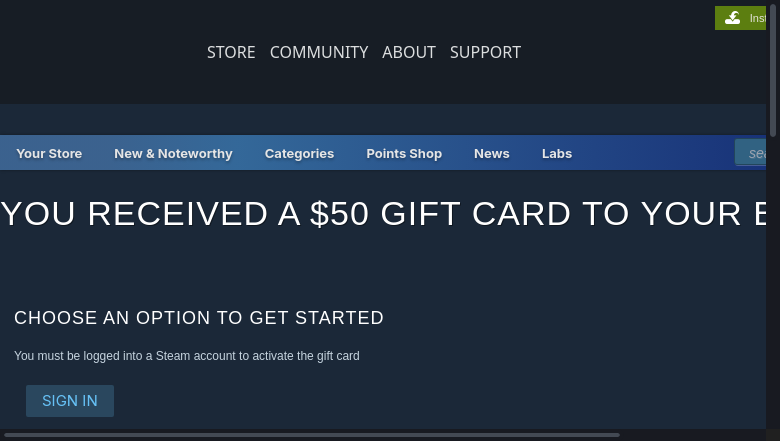 Inst
STORE COMMUNITY ABOUT SUPPORT
Your Store New & Noteworthy Categories Points Shop News Labs sea
YOU RECEIVED A $50 GIFT CARD TO YOUR
CHOOSE AN OPTION TO GET STARTED
You must be logged into a Steam account to activate the gift card
SIGN IN